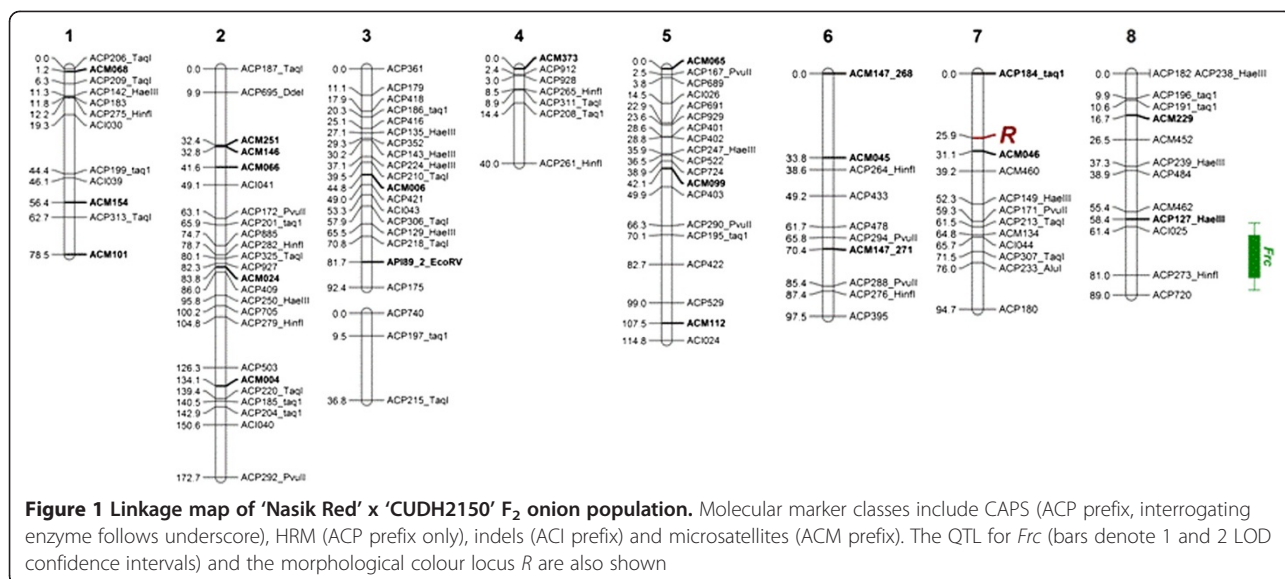 1
0.0 ACP206_TaqI
1.2 ACM068
6.3 ACP209_TaqI
11.3 ACP142_HaeIII
11.8 ACP183
12.2 ACP275_HinfI
19.3 ACI030
44.4 ACP199_taq1
46.1 ACI039
56.4 ACM154
62.7 ACP313_TaqI
78.5 ACM101
2
0.0 ACP187_TaqI
9.9 ACP695_DdeI
32.4 ACM251
32.8 ACM146
41.6 ACM066
49.1 ACI041
63.1 ACP172_PvuII
65.9 ACP201_taq1
74.7 ACP885
78.7 ACP282_HinfI
80.1 ACP325_TaqI
82.3 ACP927
83.8 ACM024
86.0 ACP409
95.8 ACP250_HaeIII
100.2 ACP705
104.8 ACP279_HinfI
126.3 ACP503
134.1 ACM004
139.4 ACP220_TaqI
140.5 ACP185_taq1
142.9 ACP204_taq1
150.6 ACI040
172.7 ACP292_PvuII
3
0.0 ACP361
11.1 ACP179
17.9 ACP418
20.3 ACP186_taq1
25.1 ACP416
27.1 ACP135_HaeIII
29.3 ACP352
30.2 ACP143_HaeIII
37.1 ACP224_HaeIII
39.5 ACP210_TaqI
44.8 ACM006
49.0 ACP421
53.3 ACI043
57.9 ACP306_TaqI
65.5 ACP129_HaeIII
70.8 ACP218_TaqI
81.7 API89_2_EcoRV
92.4 ACP175
0.0 ACP740
9.5 ACP197_taq1
36.8 ACP215_TaqI
4
0.0 ACM373
2.4 ACP912
3.2 ACP928
8.5 ACP265_HinfI
8.9 ACP311_TaqI
14.4 ACP208_Taq1
40.0 ACP261_HinfI
5
0.0 ACM065
2.5 ACP167_PvuII
3.8 ACP689
14.5 ACI026
22.9 ACP691
23.6 ACP929
28.6 ACP401
28.8 ACP402
35.9 ACP247_HaeIII
36.5 ACP522
38.9 ACP724
42.1 ACM099
49.9 ACP403
66.3 ACP290_PvuII
70.1 ACP195_taq1
82.7 ACP422
99.0 ACP529
107.5 ACM112
114.8 ACI024
6
0.0 ACM147_268
33.8 ACM045
38.6 ACP264_HinfI
49.2 ACP433
61.7 ACP478
65.8 ACP294_PvuII
70.4 ACM147_271
85.4 ACP288_PvuII
87.4 ACP276_HinfI
97.5 ACP395
7
0.0 ACP184_taq1
25.9 R
31.1 ACM046
39.2 ACM460
52.3 ACP149_HaeIII
59.3 ACP171_PvuII
61.5 ACP213_TaqI
64.8 ACM134
65.7 ACI044
71.5 ACP307_TaqI
76.0 ACP233_AluI
94.7 ACP180
8
0.0 ACP182 ACP238_HaeIII
9.9 ACP196_taq1
10.6 ACP191_taq1
16.7 ACM229
26.5 ACM452
37.3 ACP239_HaeIII
38.9 ACP484
55.4 ACM462
58.4 ACP127_HaeIII
61.4 ACI025
81.0 ACP273_HinfI
89.0 ACP720
Frc
Figure 1 Linkage map of ‘Nasik Red’ x ‘CUDH2150’ F2 onion population. Molecular marker classes include CAPS (ACP prefix, interrogating
enzyme follows underscore), HRM (ACP prefix only), indels (ACI prefix) and microsatellites (ACM prefix). The QTL for Frc (bars denote 1 and 2 LOD
confidence intervals) and the morphological colour locus R are also shown